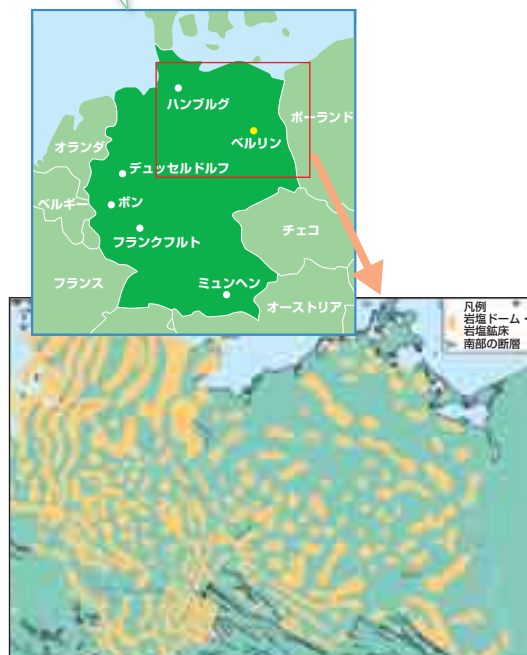 ハンブルグ
ポーランド
ベルリン
オランダ
デュッセルドルフ
ベルギー
ボン
フランクフルト
チェコ
フランス
ミュンヘン
オーストリア
凡例
岩塩ドーム・
岩塩鉱床
南部の断層